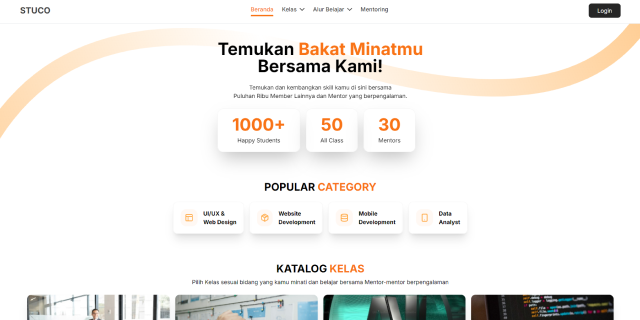 STUCO
Beranda Kelas Alur Belajar Mentoring
Login
Temukan Bakat Minatmu
Bersama Kami!
Temukan dan kembangkan skill kamu di sini bersama
Puluhan Ribu Member Lainnya dan Mentor yang berpengalaman.
1000+
Happy Students
50
All Class
30
Mentors
POPULAR CATEGORY
UI/UX &
Web Design
Website
Development
Mobile
Development
Data
Analyst
KATALOG KELAS
Pilih Kelas sesuai bidang yang kamu minati dan belajar bersama Mentor-mentor berpengalaman